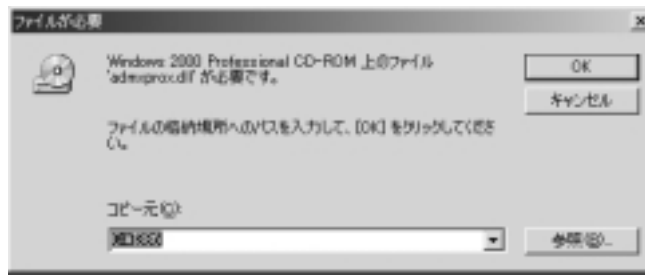 ファイルが必要
Windows 2000 Professional CD-ROM 上のファイル
'admxprox.dll' が必要です。
OK
キャンセル
ファイルの格納場所へのパスを入力して、[OK] をクリックしてくださ
い。
コピー元(C):
参照(B)...